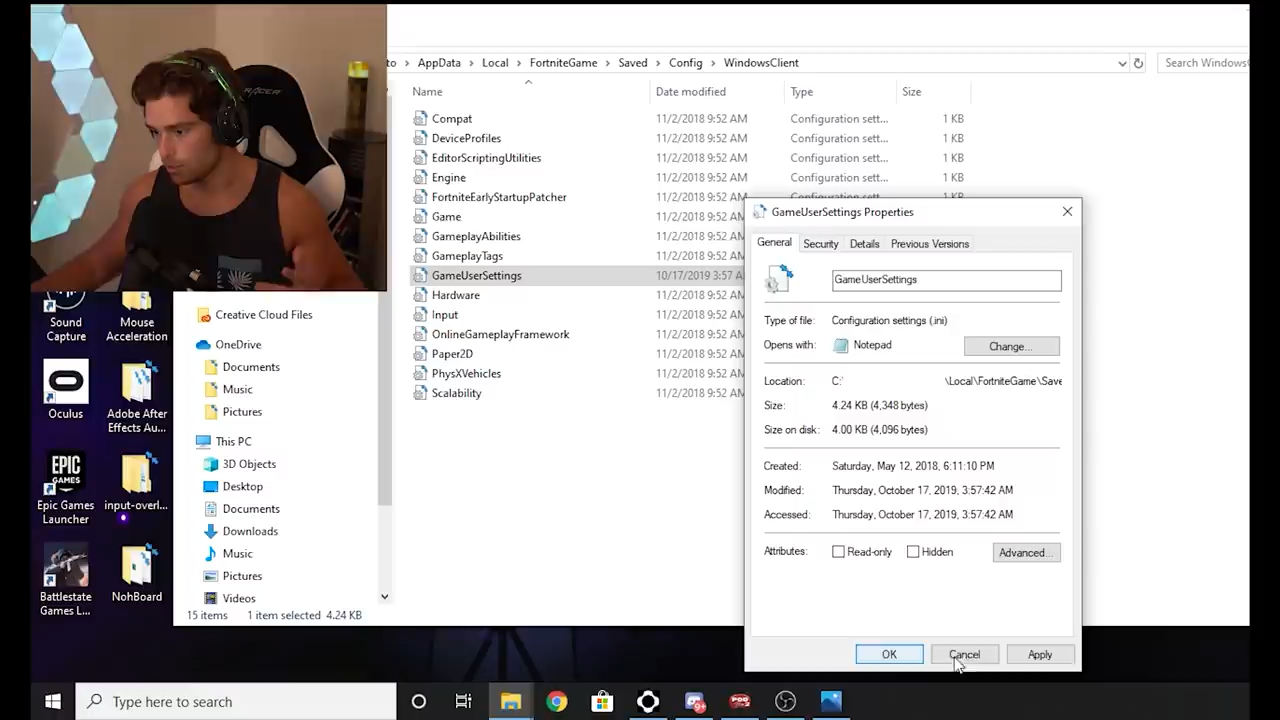 to > AppData > Local > FortniteGame > Saved > Config > WindowsClient
Search Windows
Name Date modified Type Size
Compat 11/2/2018 9:52 AM Configuration sett... 1 KB
DeviceProfiles 11/2/2018 9:52 AM Configuration sett... 1 KB
EditorScriptingUtilities 11/2/2018 9:52 AM Configuration sett... 1 KB
Engine 11/2/2018 9:52 AM Configuration sett... 1 KB
FortniteEarlyStartupPatcher 11/2/2018 9:52 AM Configuration sett... 1 KB
Game 11/2/2018 9:52 AM
GameplayAbilities 11/2/2018 9:52 AM
GameplayTags 11/2/2018 9:52 AM
GameUserSettings 10/17/2019 3:57 A
Hardware 11/2/2018 9:52 AM
Input 11/2/2018 9:52 AM
OnlineGameplayFramework 11/2/2018 9:52 AM
Paper2D 11/2/2018 9:52 AM
PhysXVehicles 11/2/2018 9:52 AM
Scalability 11/2/2018 9:52 AM
GameUserSettings Properties
General Security Details Previous Versions
GameUserSettings
Type of file: Configuration settings (.ini)
Opens with: Notepad Change...
Location: C:' \Local\FortniteGame\Save
Size: 4.24 KB (4,348 bytes)
Size on disk: 4.00 KB (4,096 bytes)
Created: Saturday, May 12, 2018, 6:11:10 PM
Modified: Thursday, October 17, 2019, 3:57:42 AM
Accessed: Thursday, October 17, 2019, 3:57:42 AM
Attributes: Read-only Hidden Advanced...
OK Cancel Apply
Creative Cloud Files
OneDrive
Documents
Music
Pictures
This PC
3D Objects
Desktop
Documents
Downloads
Music
Pictures
Videos
15 items 1 item selected 4.24 KB
Sound Capture
Mouse Acceleration
Oculus
Adobe After Effects Au...
EPIC GAMES
Epic Games Launcher
input-overl...
Battlestate Games L...
NohBoard
RACER
Type here to search